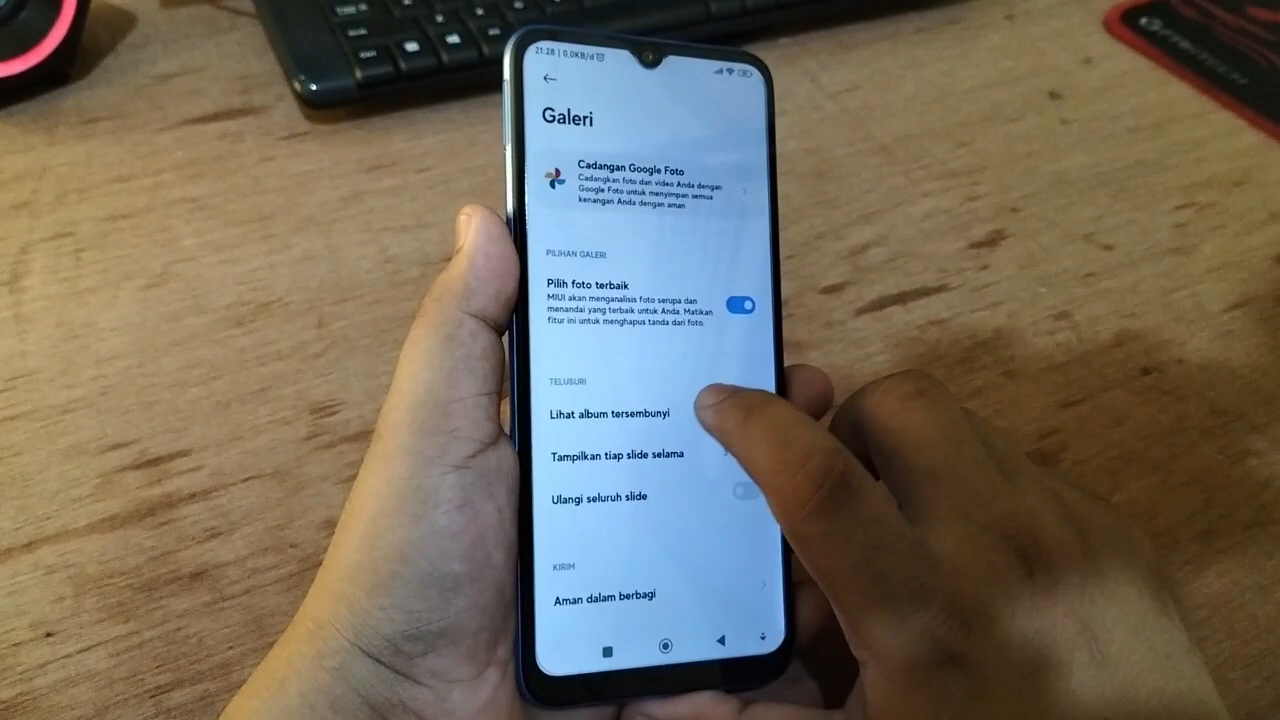 21:28 | 0,0KB/d
Galeri
Cadangan Google Foto
Cadangkan foto dan video Anda dengan
Google Foto untuk menyimpan semua
kenangan Anda dengan aman
PILIHAN GALERI
Pilih foto terbaik
MIUI akan menganalisis foto serupa dan
menandai yang terbaik untuk Anda. Matikan
fitur ini untuk menghapus tanda dari foto.
TELUSURI
Lihat album tersembunyi
Tampilkan tiap slide selama
Ulangi seluruh slide
KIRIM
Aman dalam berbagi
FANTECH